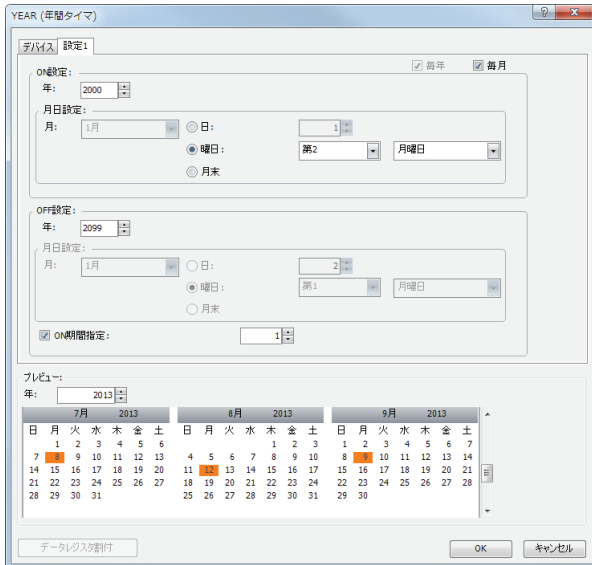 YEAR (年間タイマ)
デバイス 設定1
毎年 毎月
ON設定:
年: 2000
月日設定:
月: 1月 日: 1
曜日: 第2 月曜日
月末
OFF設定:
年: 2099
月日設定:
月: 1月 日: 2
曜日: 第1 月曜日
月末
ON期間指定: 1
プレビュー:
年: 2013
7月 2013 8月 2013 9月 2013
日 月 火 水 木 金 土 日 月 火 水 木 金 土 日 月 火 水 木 金 土
1 2 3 4 5 6 1 2 3 1 2 3 4 5 6 7
7 8 9 10 11 12 13 4 5 6 7 8 9 10 8 9 10 11 12 13 14
14 15 16 17 18 19 20 11 12 13 14 15 16 17 15 16 17 18 19 20 21
21 22 23 24 25 26 27 18 19 20 21 22 23 24 22 23 24 25 26 27 28
28 29 30 31 25 26 27 28 29 30 31 29 30
データレジスタ割付 OK キャンセル